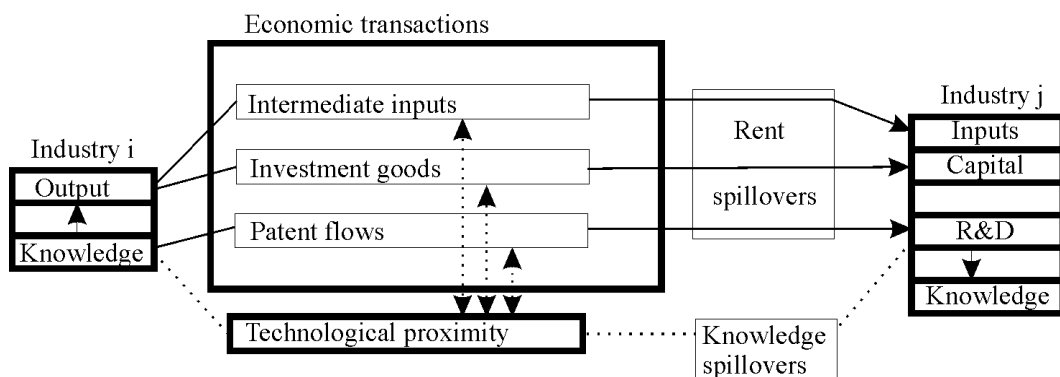 Economic transactions
Industry i
Output
Knowledge
Intermediate inputs
Investment goods
Patent flows
Technological proximity
Rent
spillovers
Knowledge
spillovers
Industry j
Inputs
Capital
R&D
Knowledge